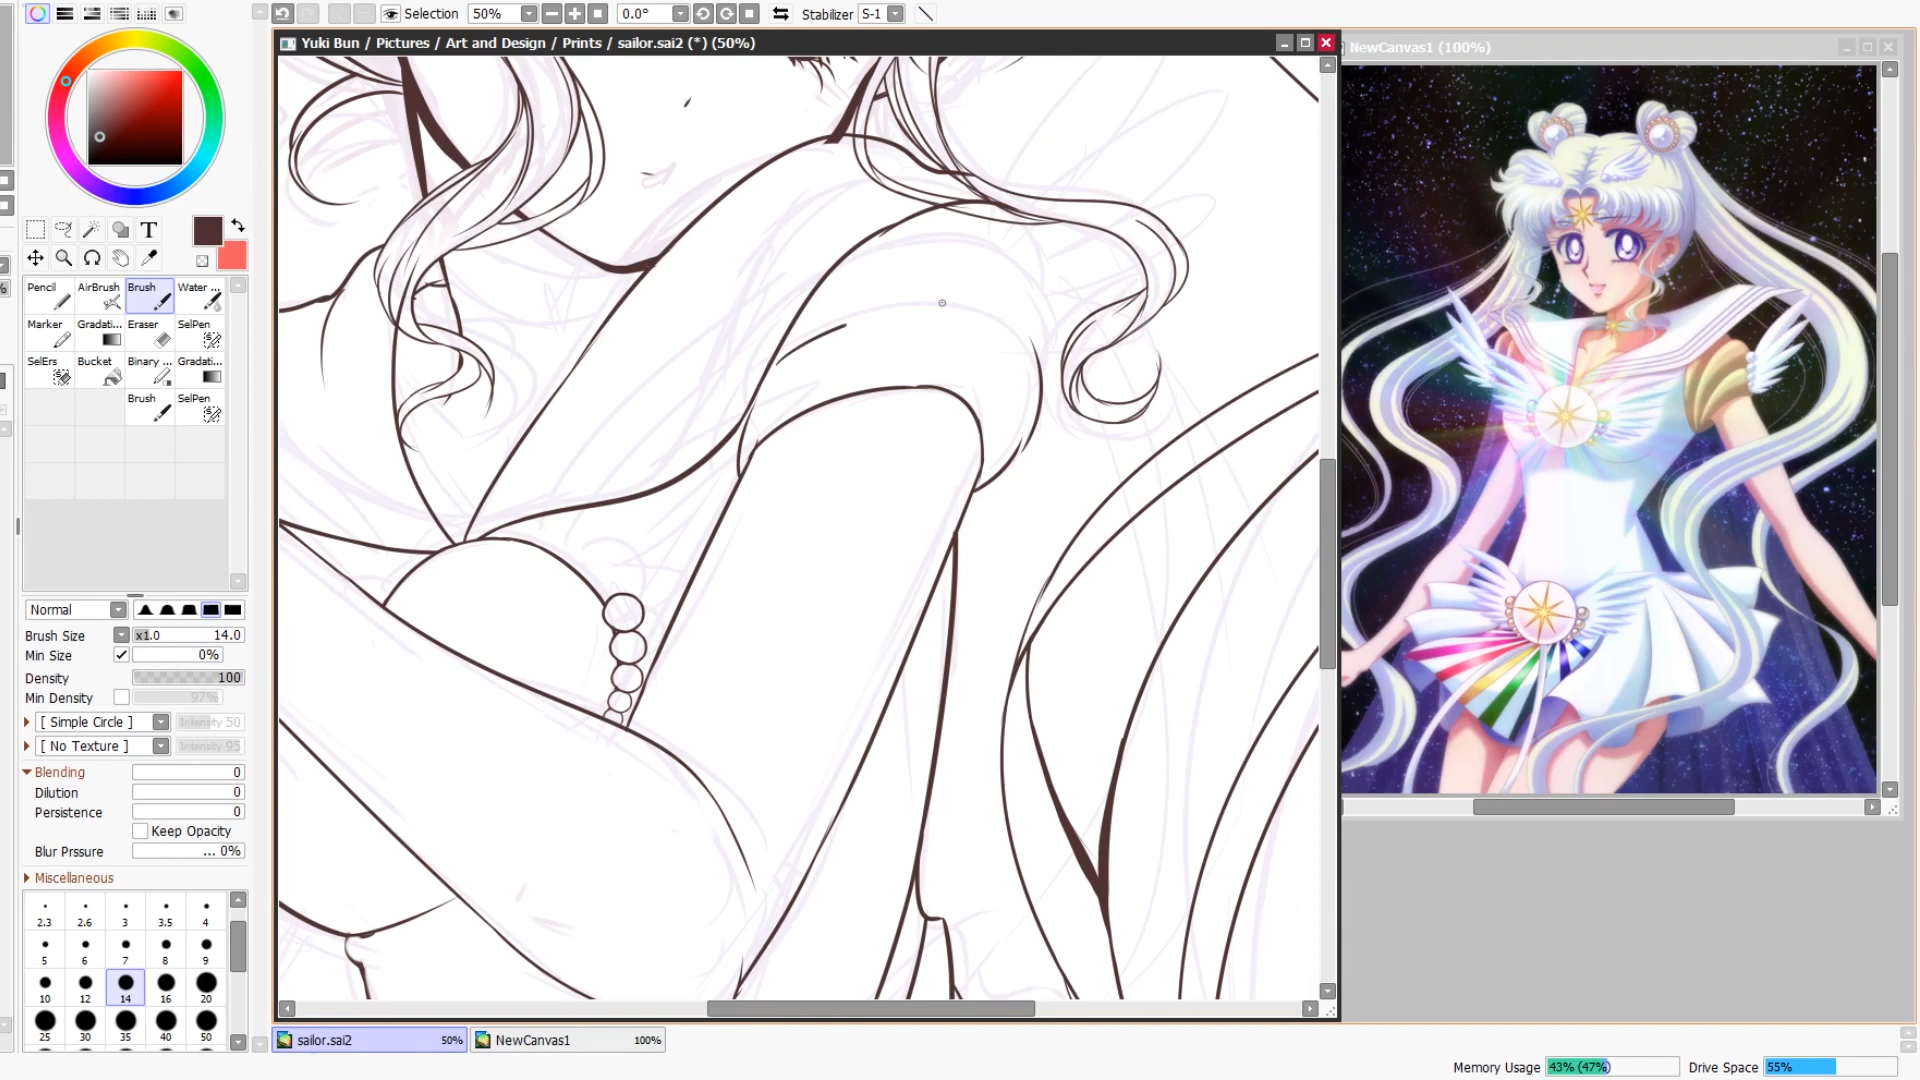 Selection 50% 0.0° Stabilizer S-1
Yuki Bun / Pictures / Art and Design / Prints / sailor.sai2 (*) (50%)
NewCanvas1 (100%)
T
Pencil AirBrush Brush Water ...
Marker Gradati... Eraser SelPen
SelErs Bucket Binary ... Gradati...
Brush SelPen
%
Normal
Brush Size x1.0 14.0
Min Size 0%
Density 100
Min Density 97%
[ Simple Circle ] Intensity 50
[ No Texture ] Intensity 95
Blending 0
Dilution 0
Persistence 0
Keep Opacity
Blur Prssure ... 0%
Miscellaneous
2.3 2.6 3 3.5 4
5 6 7 8 9
10 12 14 16 20
25 30 35 40 50
sailor.sai2 50% NewCanvas1 100%
Memory Usage 43% (47%) Drive Space 55%